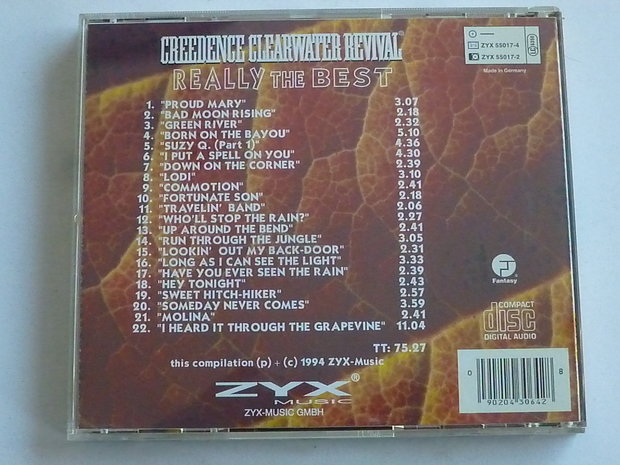 CREEDENCE CLEARWATER REVIVAL®
REALLY THE BEST
ZYX 55017-4
ZYX 55017-2
Made in Germany
1. "PROUD MARY" 3.07
2. "BAD MOON RISING" 2.18
3. "GREEN RIVER" 2.32
4. "BORN ON THE BAYOU" 5.10
5. "SUZY Q. (Part 1)" 4.36
6. "I PUT A SPELL ON YOU" 4.30
7. "DOWN ON THE CORNER" 2.39
8. "LODI" 3.10
9. "COMMOTION" 2.41
10. "FORTUNATE SON" 2.18
11. "TRAVELIN' BAND" 2.06
12. "WHO'LL STOP THE RAIN?" 2.27
13. "UP AROUND THE BEND" 2.41
14. "RUN THROUGH THE JUNGLE" 3.05
15. "LOOKIN' OUT MY BACK-DOOR" 2.31
16. "LONG AS I CAN SEE THE LIGHT" 3.33
17. "HAVE YOU EVER SEEN THE RAIN" 2.39
18. "HEY TONIGHT" 2.43
19. "SWEET HITCH-HIKER" 2.57
20. "SOMEDAY NEVER COMES" 3.59
21. "MOLINA" 2.41
22. "I HEARD IT THROUGH THE GRAPEVINE" 11.04
TT: 75.27
Fantasy
COMPACT
disc
DIGITAL AUDIO
this compilation (p) + (c) 1994 ZYX-Music
ZYX®
MUSIC
ZYX-MUSIC GMBH
0 90204 30642 8